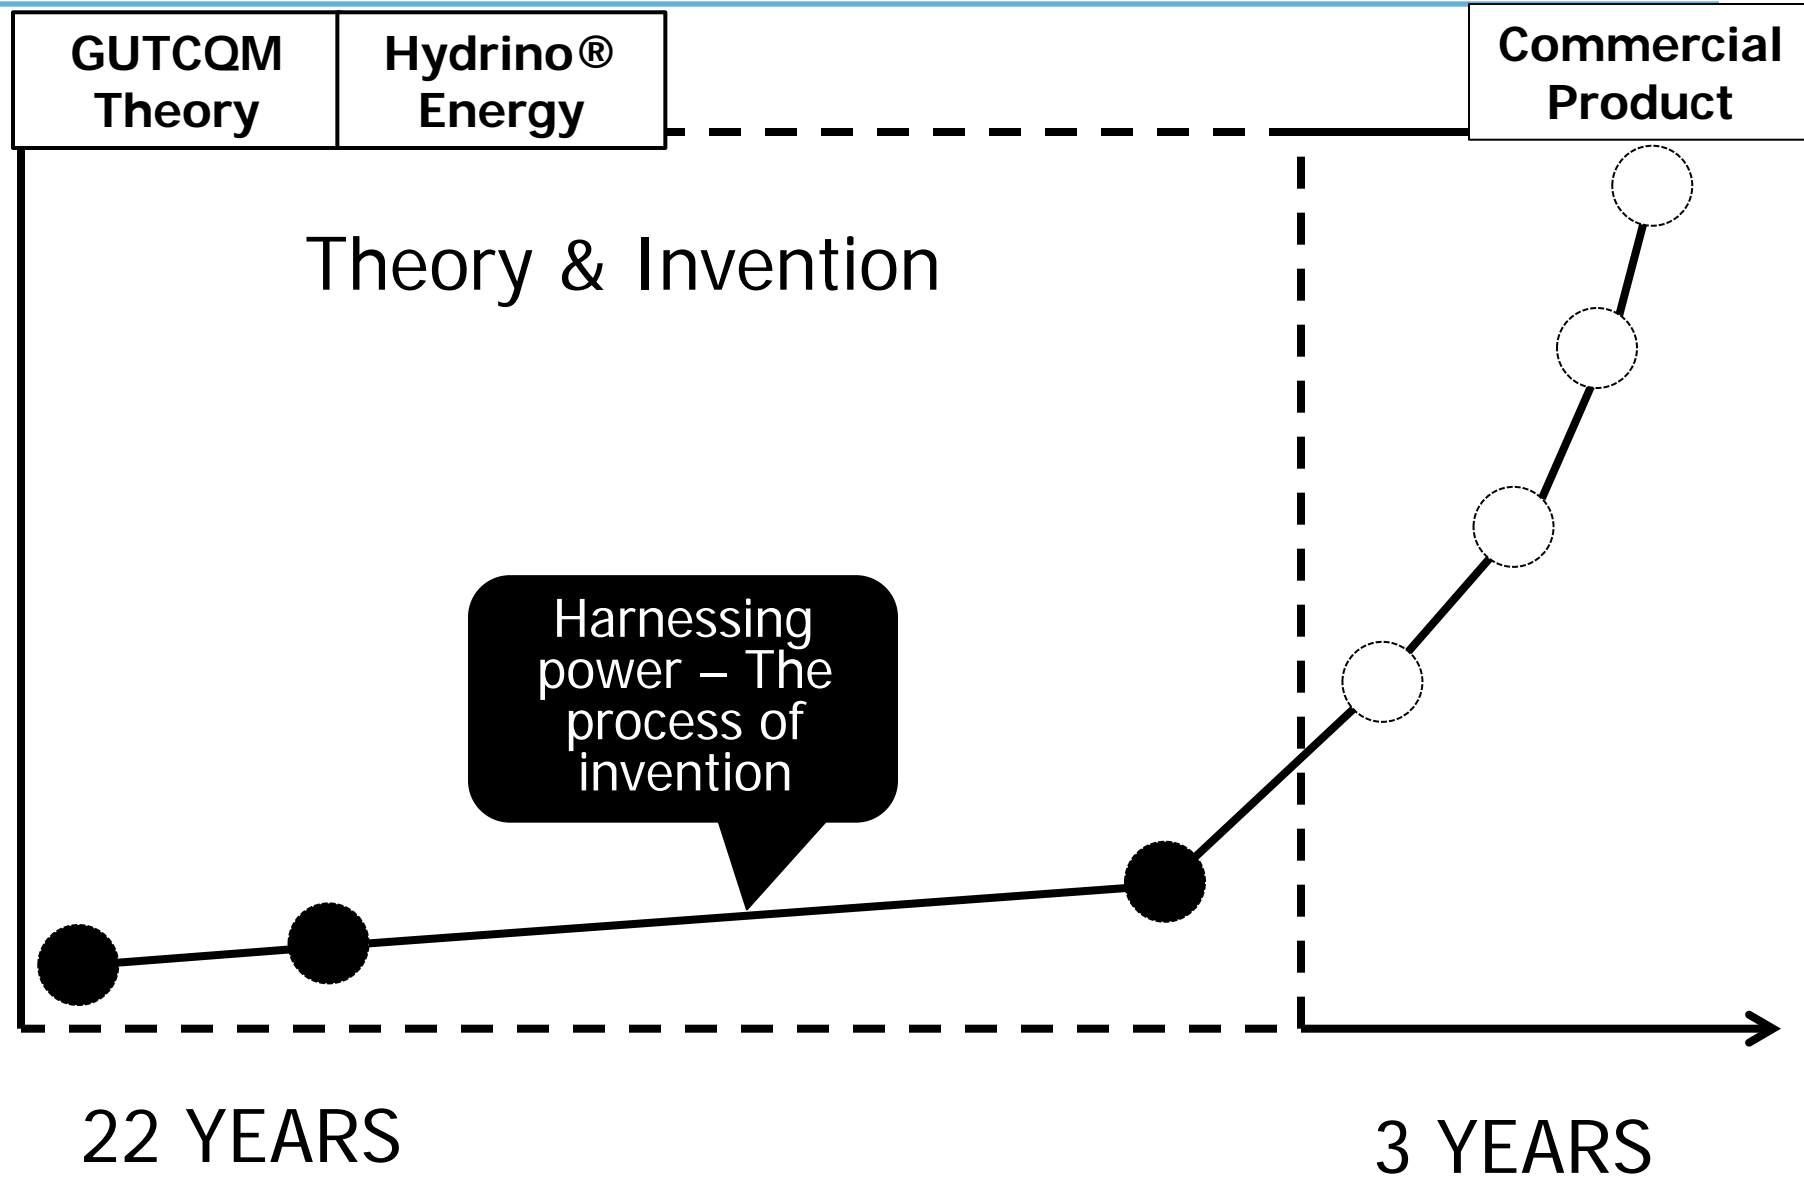 GUTCQM
Theory
Hydrino®
Energy
Commercial
Product
Theory & Invention
Harnessing
power – The
process of
invention
22 YEARS
3 YEARS